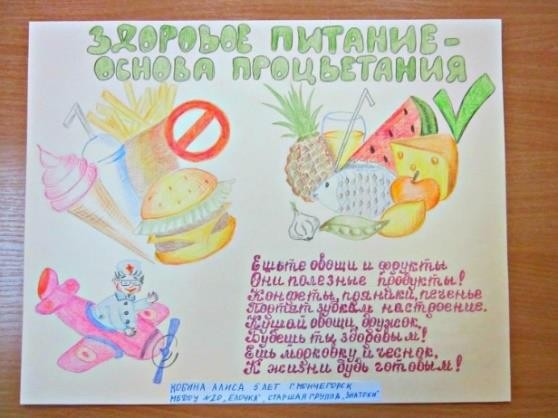 ЗДОРОВОЕ ПИТАНИЕ-
ОСНОВА ПРОЦВЕТАНИЯ
Ешьте овощи и фрукты
Они полезные продукты!
Конфеты, пряники, печенье
Портят зубкам настроение.
Кушай овощи, дружок,
Будешь ты здоровым!
Ешь морковку и чеснок,
К жизни будь готовым!
КОБИНА АЛИСА 5 ЛЕТ Г. МОНЧЕГОРСК
№20 „ЁЛОЧКА", СТАРШАЯ ГРУППА „ЗНАТОКИ"